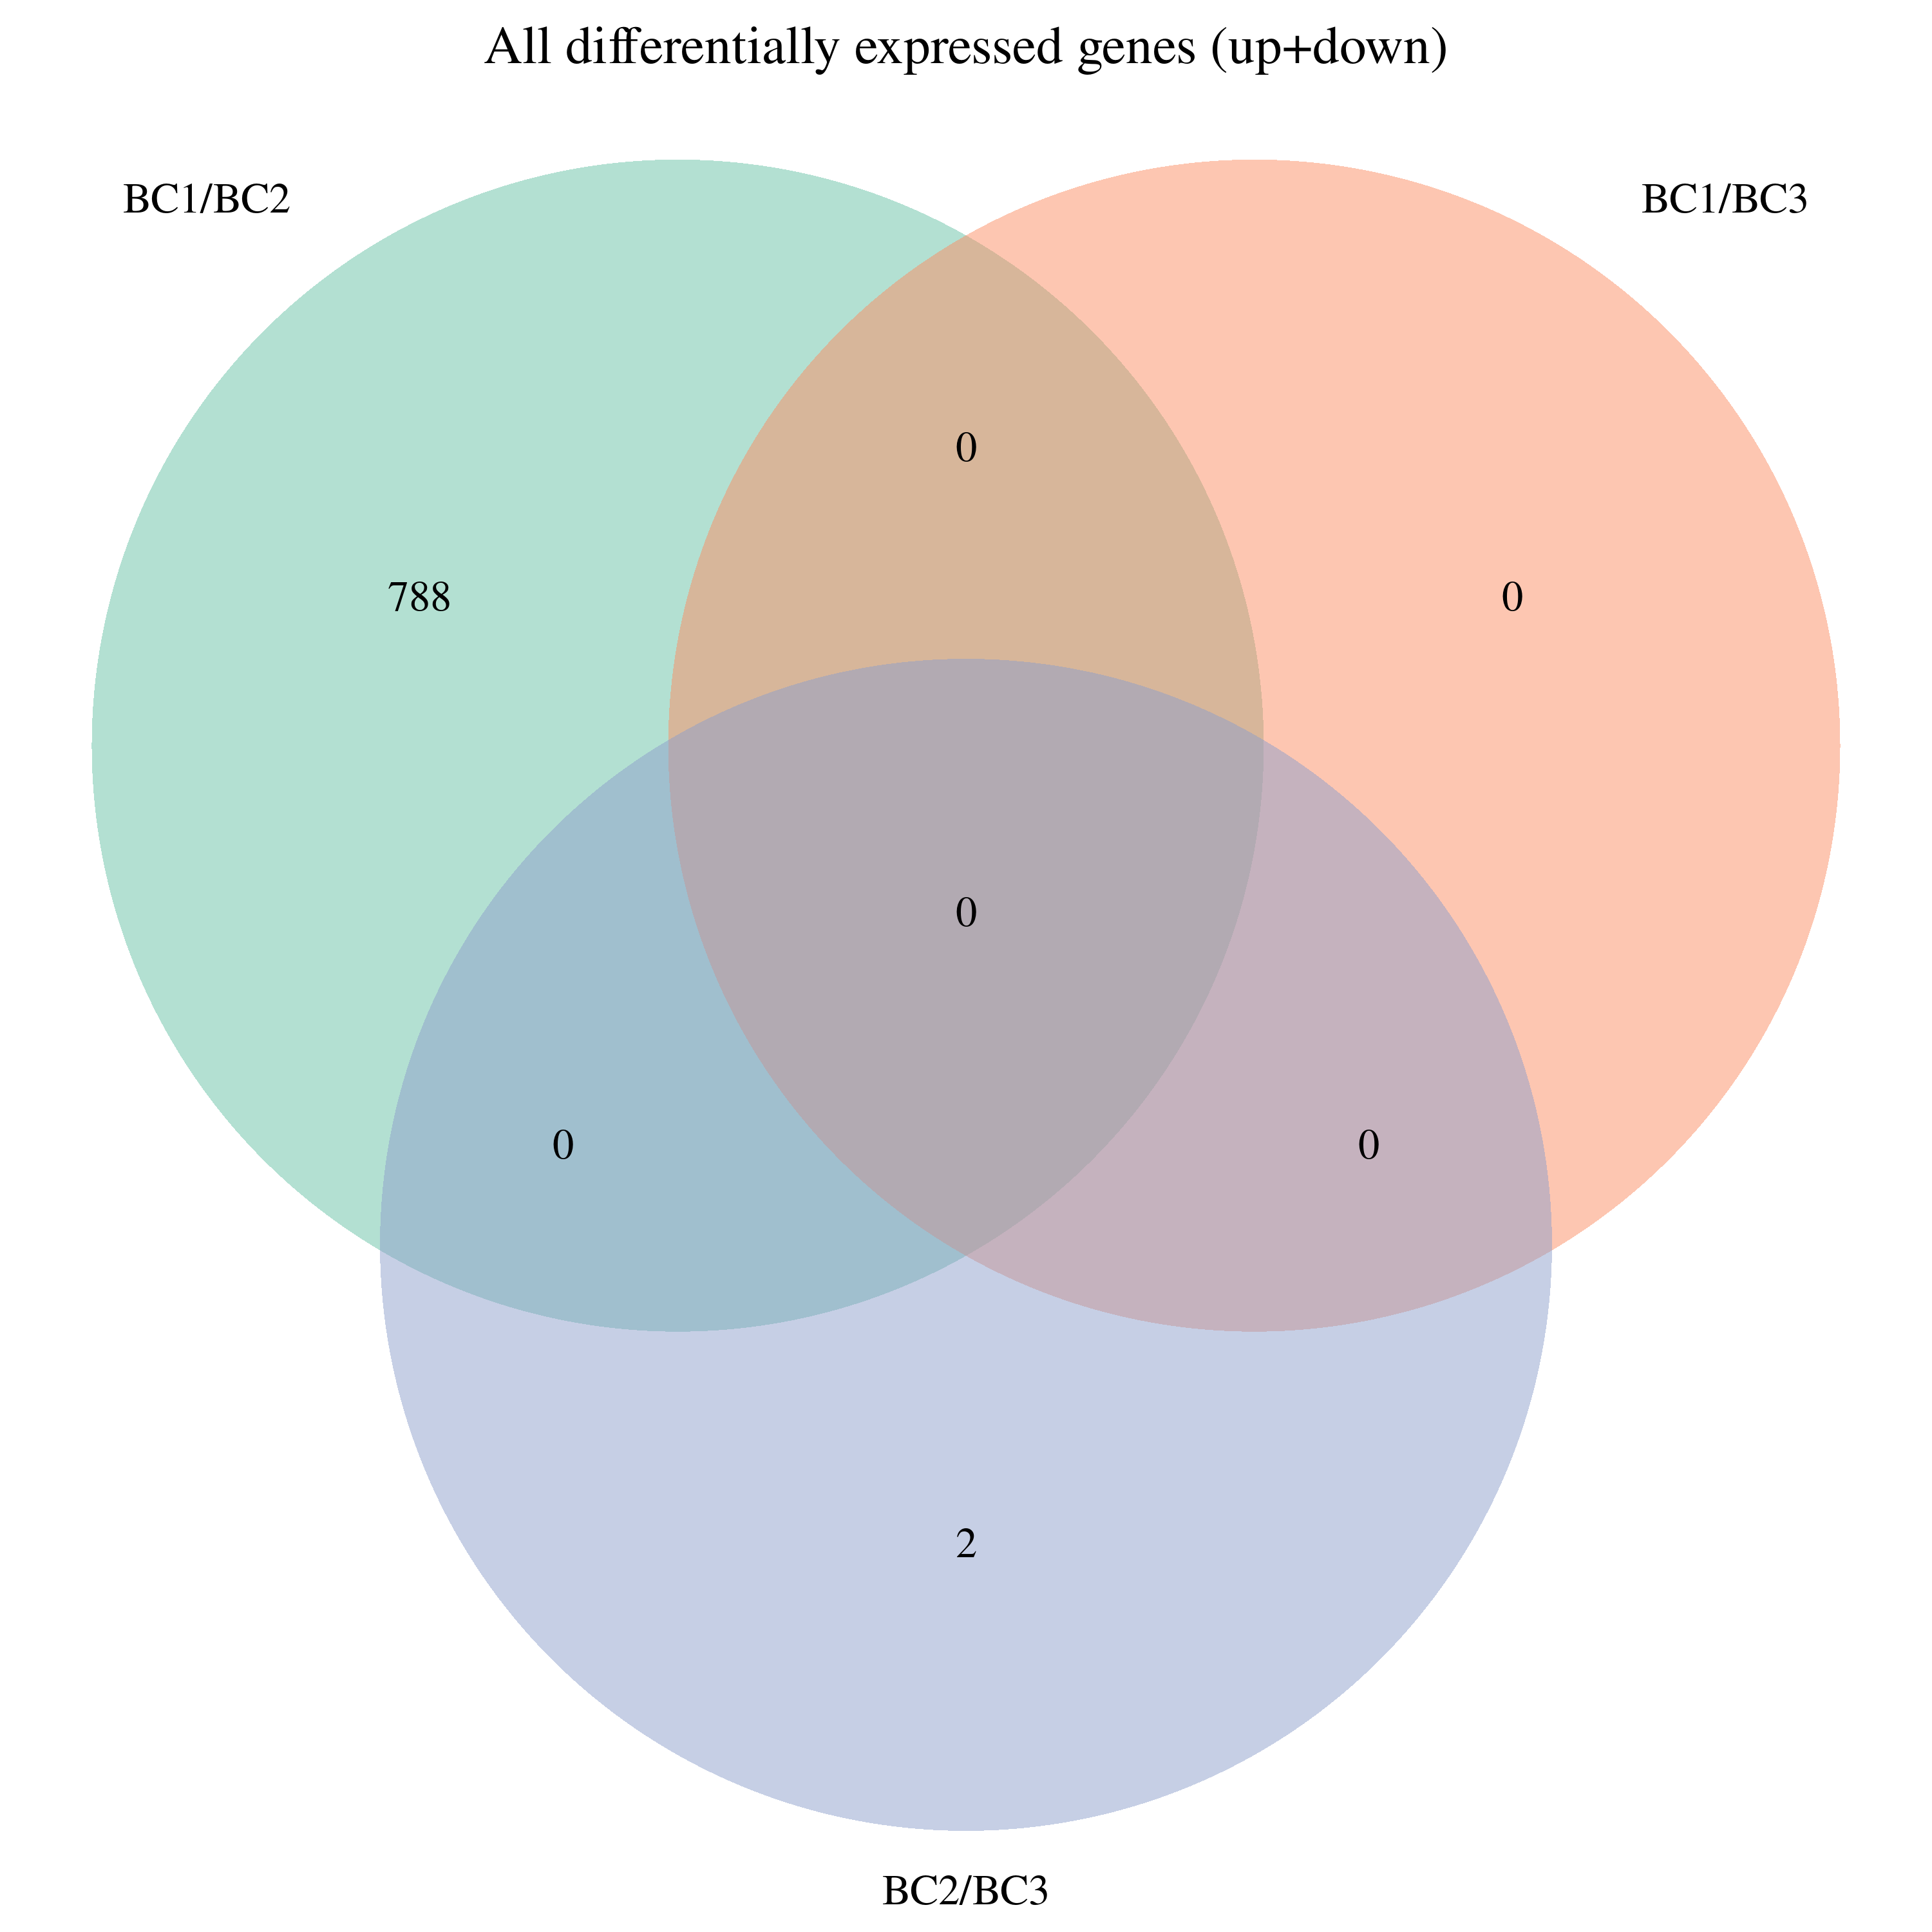 All differentially expressed genes (up+down)
BC1/BC2
BC1/BC3
0
788
0
0
0
0
2
BC2/BC3